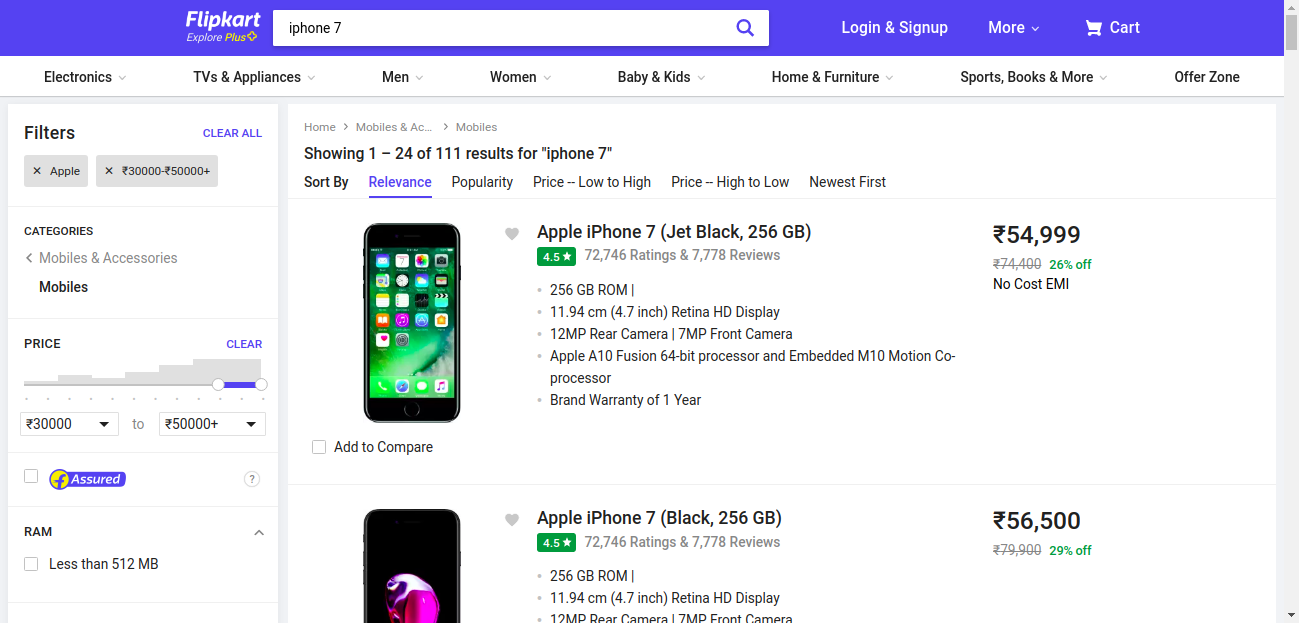 Flipkart
Explore Plus
iphone 7
Login & Signup
More
Cart
Electronics
TVs & Appliances
Men
Women
Baby & Kids
Home & Furniture
Sports, Books & More
Offer Zone
Filters
CLEAR ALL
✕ Apple
✕ ₹30000-₹50000+
CATEGORIES
Mobiles & Accessories
Mobiles
PRICE
CLEAR
₹30000
to
₹50000+
f Assured
?
RAM
Less than 512 MB
Home > Mobiles & Ac... > Mobiles
Showing 1 – 24 of 111 results for "iphone 7"
Sort By
Relevance
Popularity
Price -- Low to High
Price -- High to Low
Newest First
Apple iPhone 7 (Jet Black, 256 GB)
4.5 ★ 72,746 Ratings & 7,778 Reviews
256 GB ROM |
11.94 cm (4.7 inch) Retina HD Display
12MP Rear Camera | 7MP Front Camera
Apple A10 Fusion 64-bit processor and Embedded M10 Motion Co-
processor
Brand Warranty of 1 Year
₹54,999
₹74,400 26% off
No Cost EMI
Add to Compare
Apple iPhone 7 (Black, 256 GB)
4.5 ★ 72,746 Ratings & 7,778 Reviews
256 GB ROM |
11.94 cm (4.7 inch) Retina HD Display
12MP Rear Camera | 7MP Front Camera
₹56,500
₹79,900 29% off